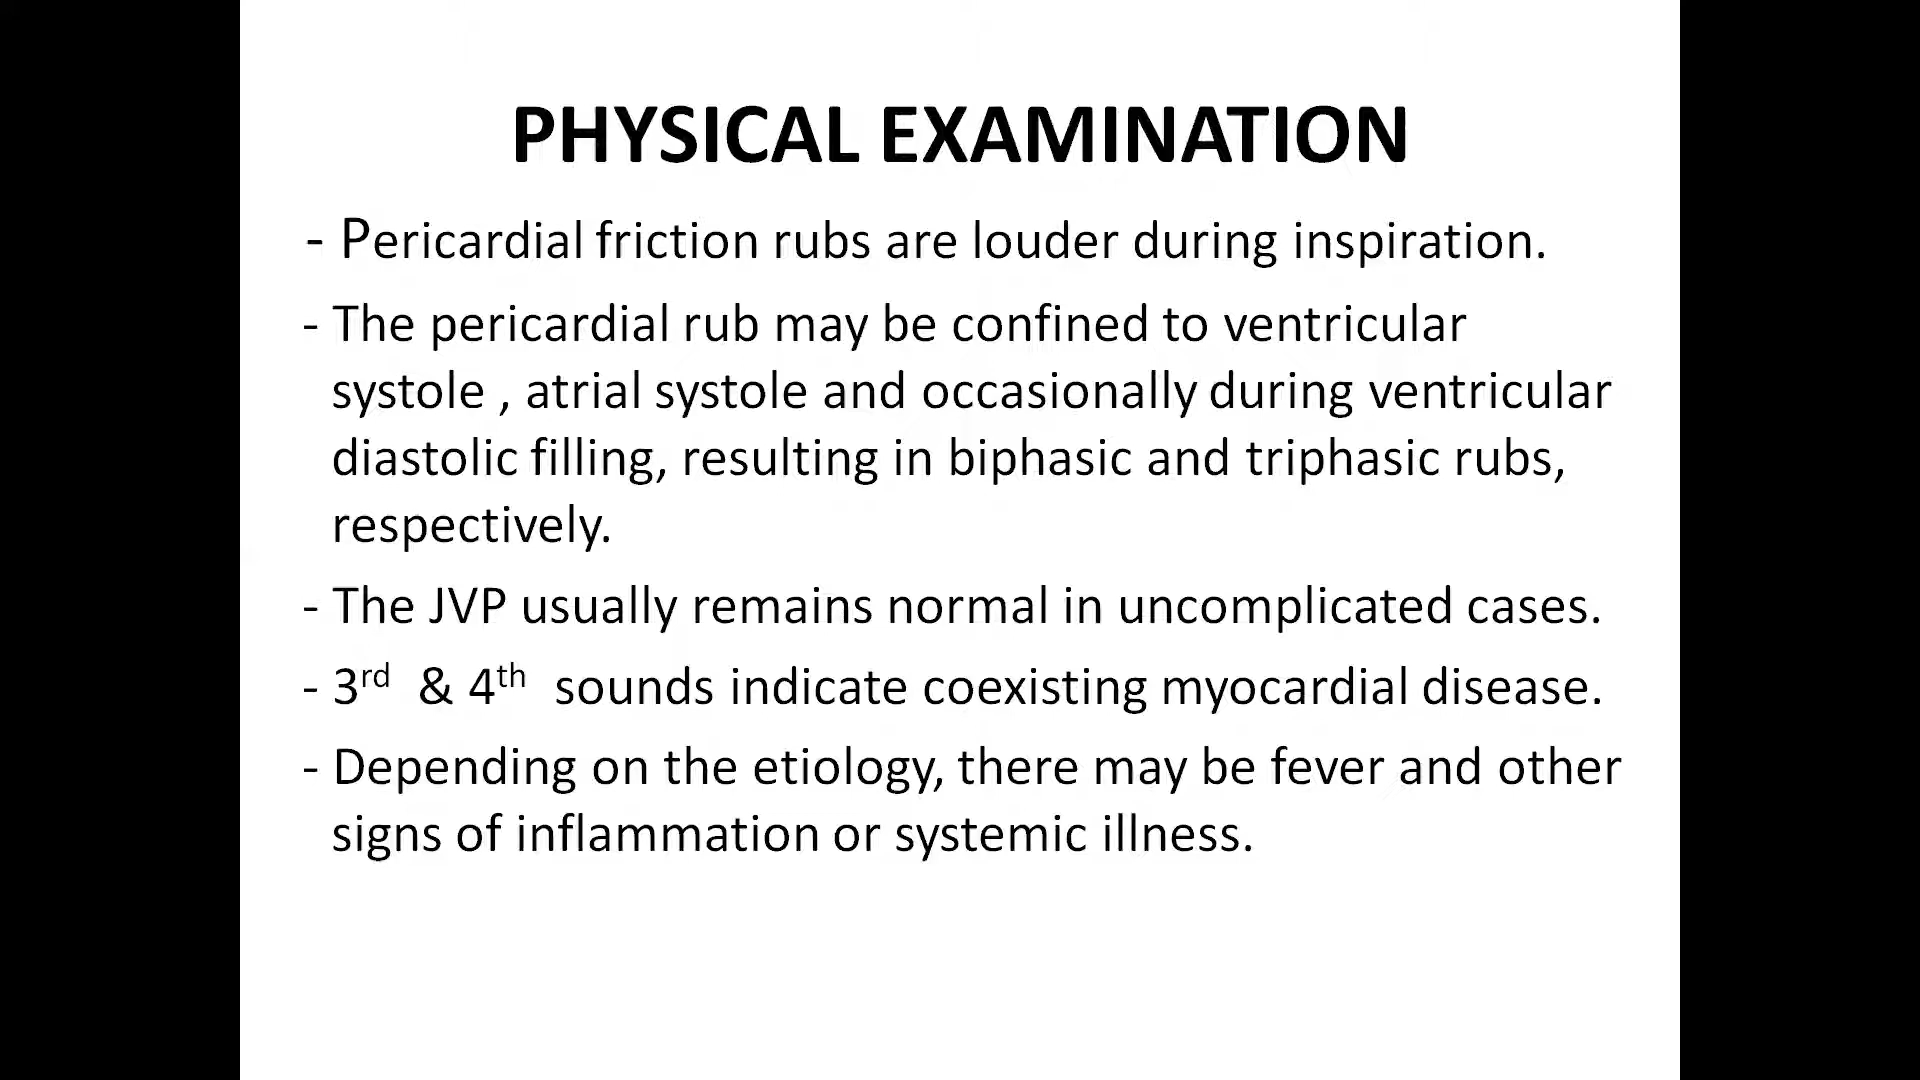 PHYSICAL EXAMINATION
- Pericardial friction rubs are louder during inspiration.
- The pericardial rub may be confined to ventricular
systole , atrial systole and occasionally during ventricular
diastolic filling, resulting in biphasic and triphasic rubs,
respectively.
- The JVP usually remains normal in uncomplicated cases.
- 3rd & 4th sounds indicate coexisting myocardial disease.
- Depending on the etiology, there may be fever and other
signs of inflammation or systemic illness.